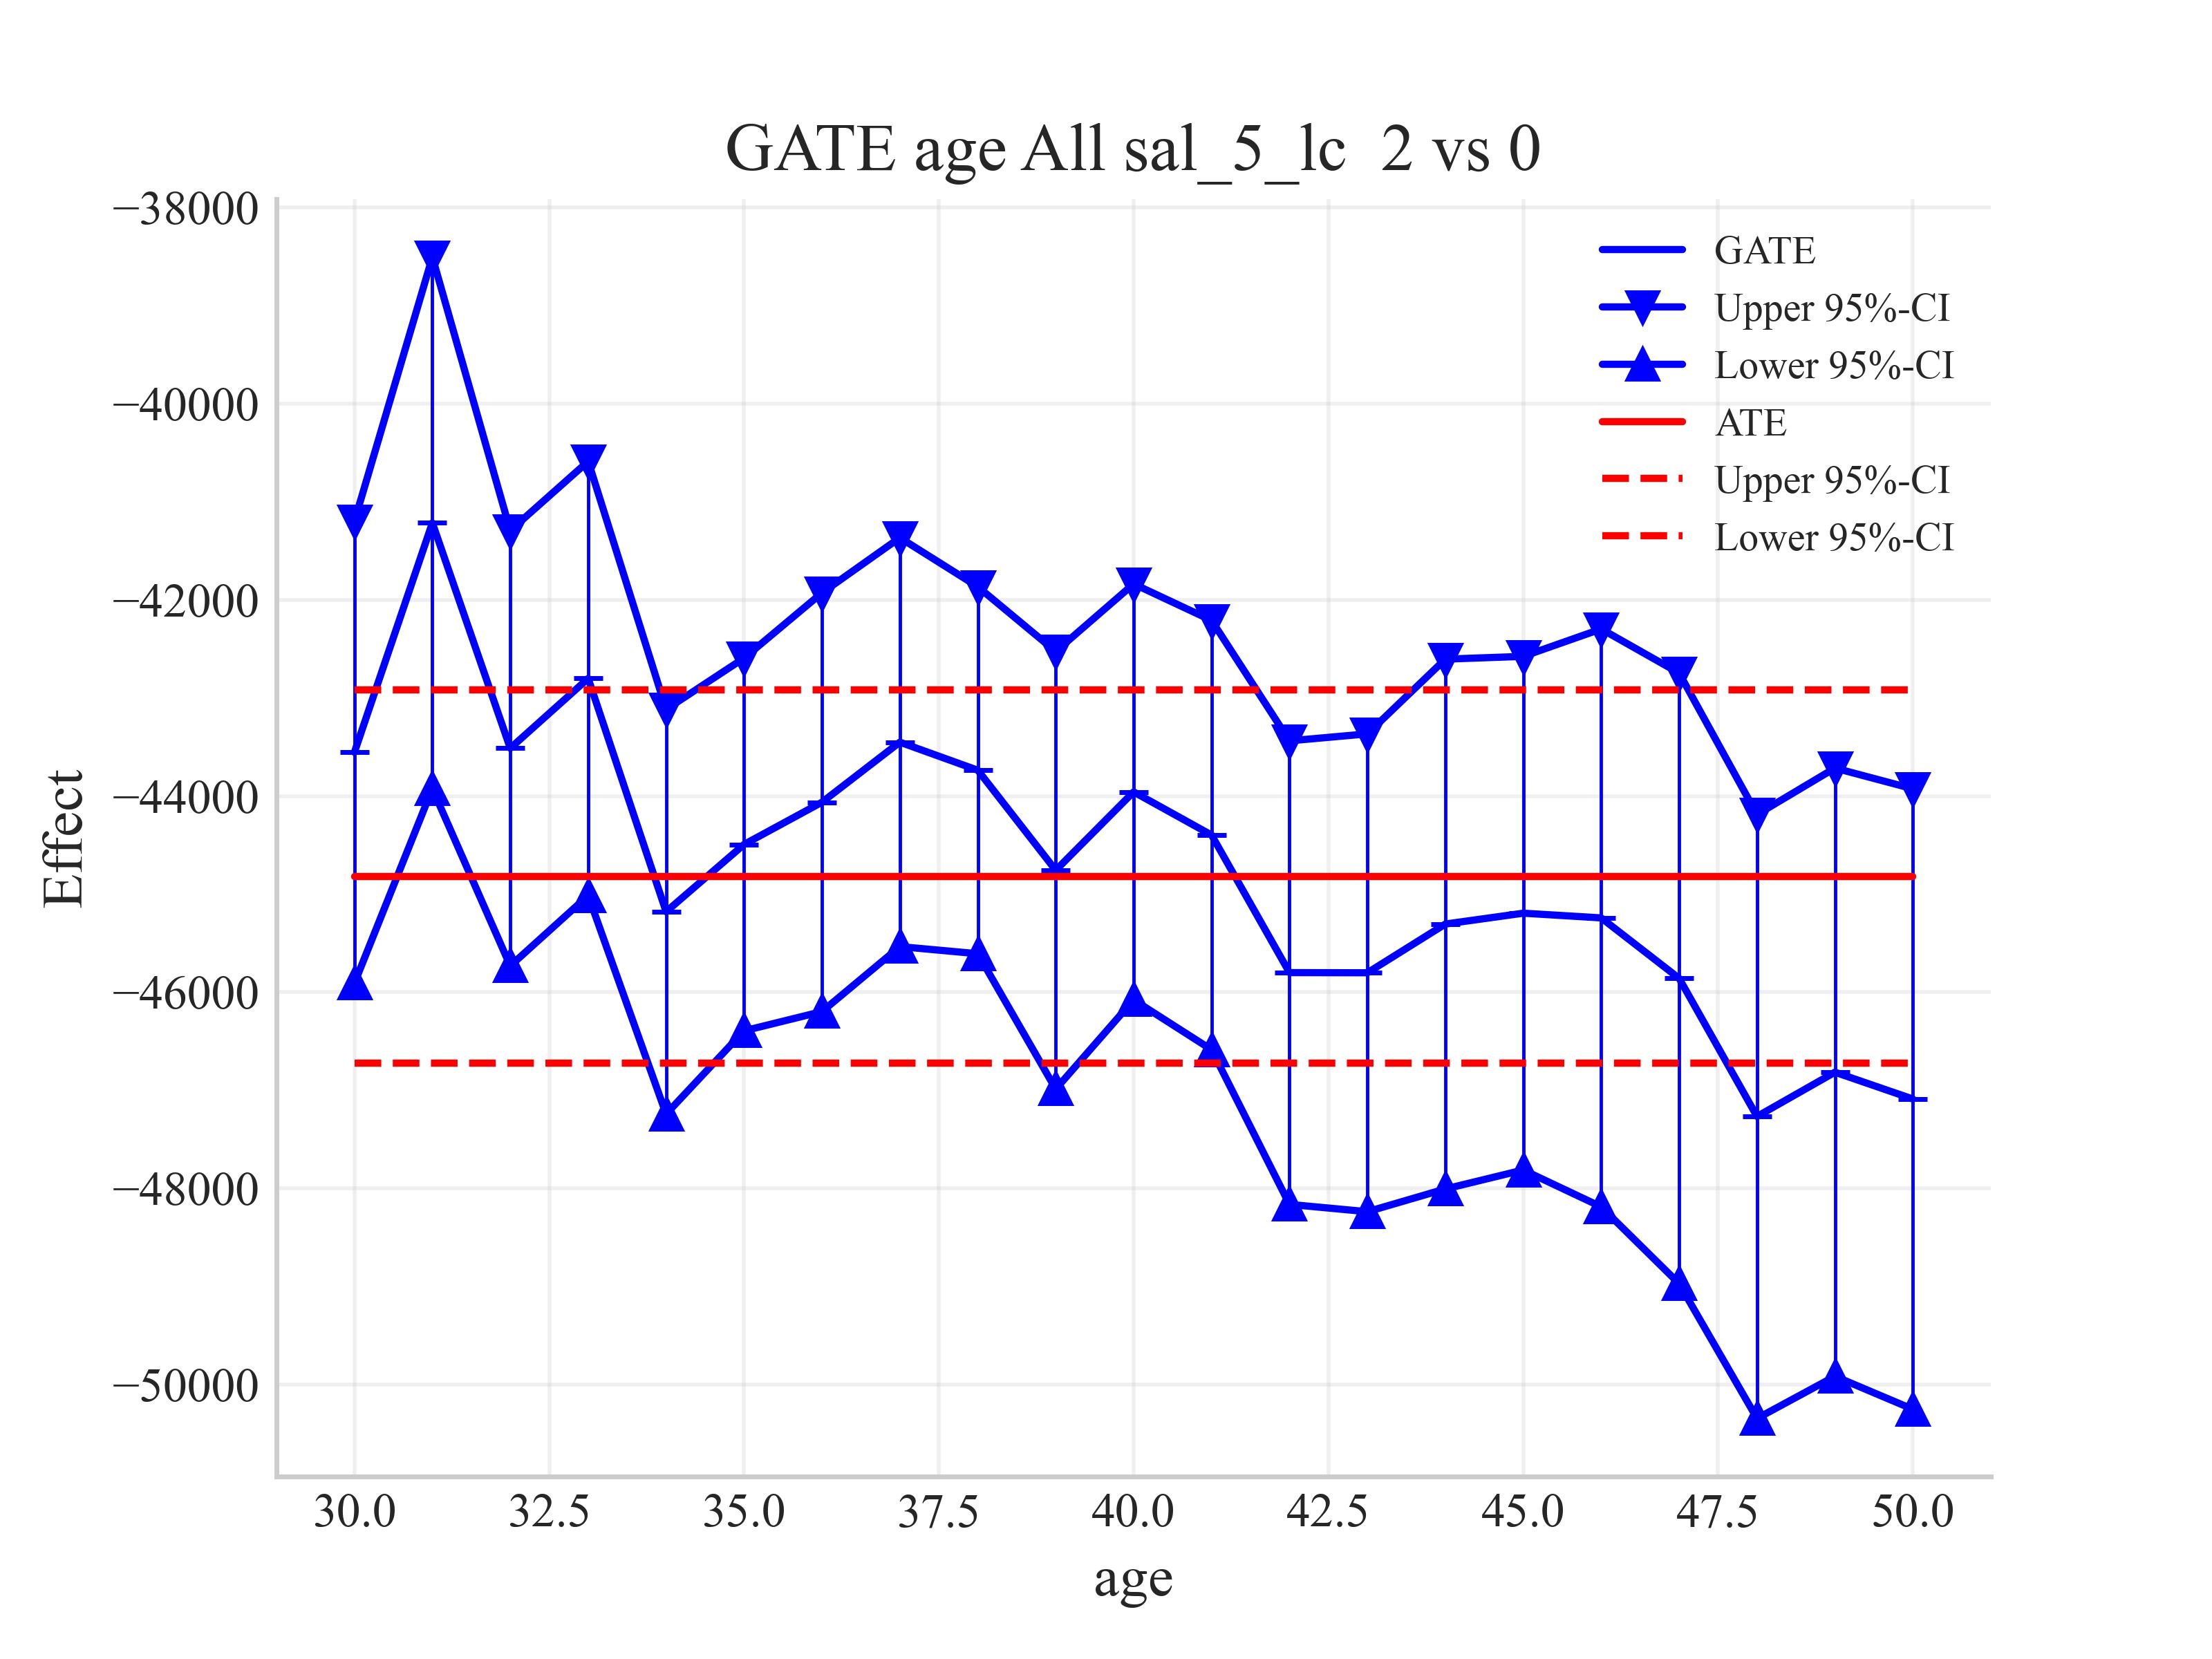 GATE age All sal_5_lc  2 vs 0
−38000
−40000
−42000
−44000
−46000
−48000
−50000
Effect
GATE
Upper 95%-CI
Lower 95%-CI
ATE
Upper 95%-CI
Lower 95%-CI
30.0 32.5 35.0 37.5 40.0 42.5 45.0 47.5 50.0
age